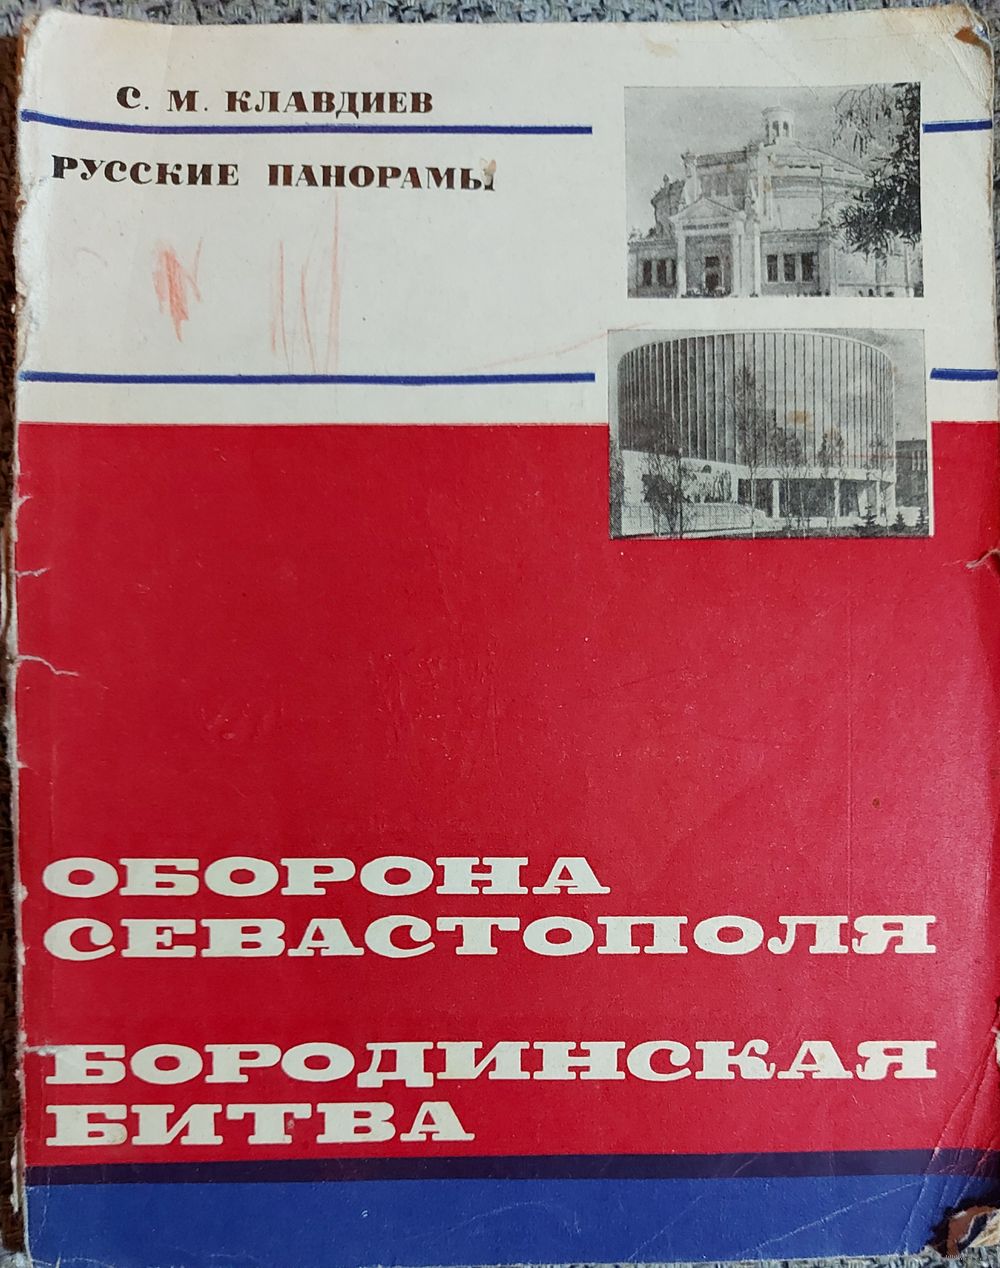 С. М. КЛАВДИЕВ
РУССКИЕ ПАНОРАМЫ
ОБОРОНА
СЕВАСТОПОЛЯ
БОРОДИНСКАЯ
БИТВА